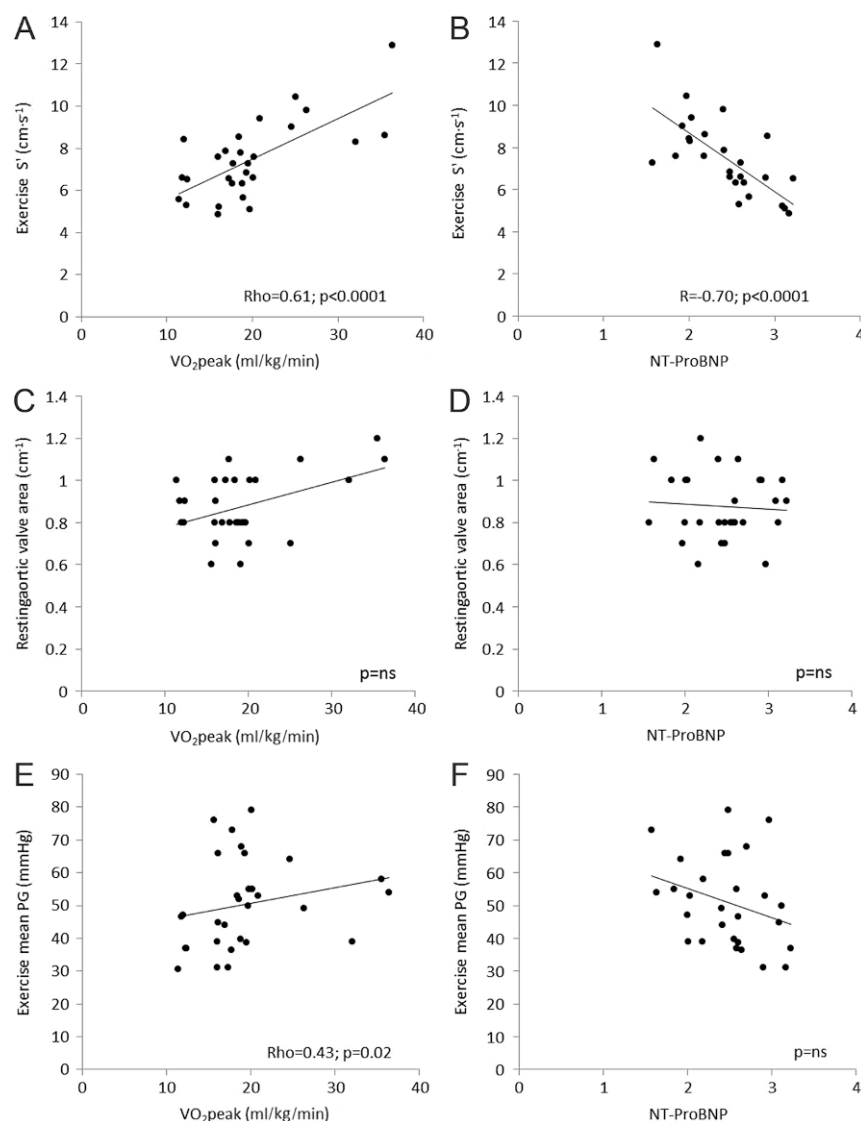 A
B
14
12
10
8
6
4
2
0
Exercise S' (cm·s⁻¹)
Rho=0.61; p<0.0001
0 10 20 30 40
VO₂peak (ml/kg/min)
14
12
10
8
6
4
2
0
Exercise S' (cm·s⁻¹)
R=-0.70; p<0.0001
0 1 2 3 4
NT-ProBNP
C
D
1.4
1.2
1
0.8
0.6
0.4
0.2
0
Restingaortic valve area (cm⁻¹)
p=ns
0 10 20 30 40
VO₂peak (ml/kg/min)
1.4
1.2
1
0.8
0.6
0.4
0.2
0
Restingaortic valve area (cm⁻¹)
p=ns
0 1 2 3 4
NT-ProBNP
E
F
90
80
70
60
50
40
30
20
10
0
Exercise mean PG (mmHg)
Rho=0.43; p=0.02
0 10 20 30 40
VO₂peak (ml/kg/min)
90
80
70
60
50
40
30
20
10
0
Exercise mean PG (mmHg)
p=ns
0 1 2 3 4
NT-ProBNP